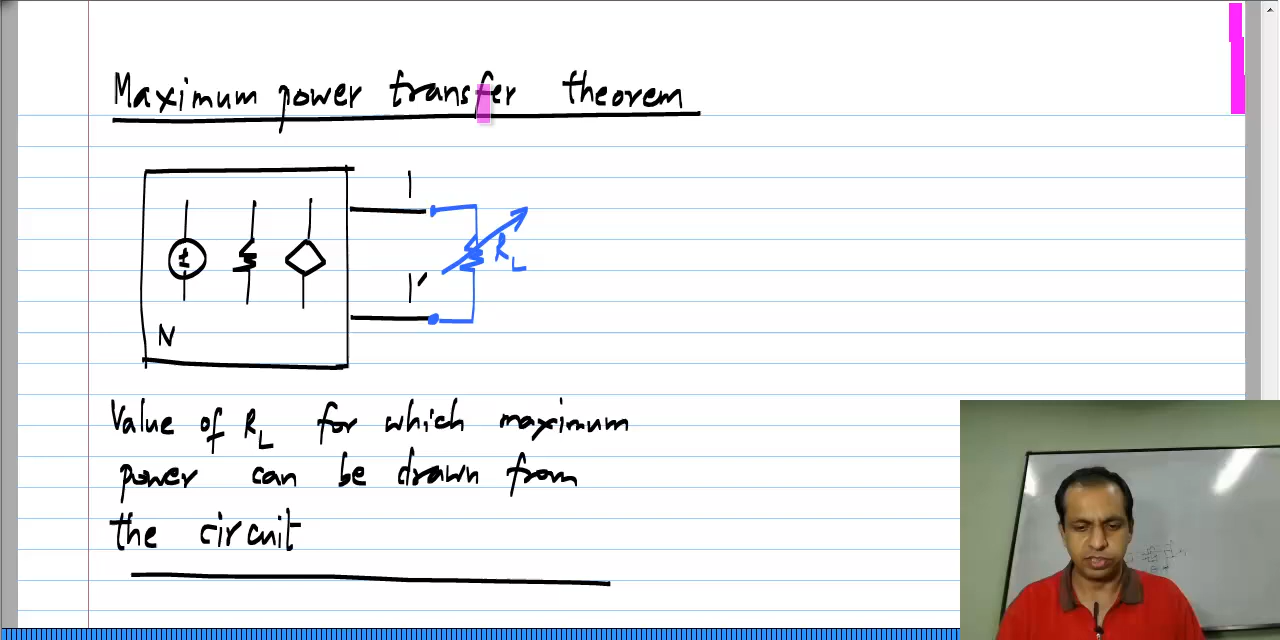 Maximum power transfer theorem
1
R_L
1'
N
Value of R_L for which maximum
power can be drawn from
the circuit